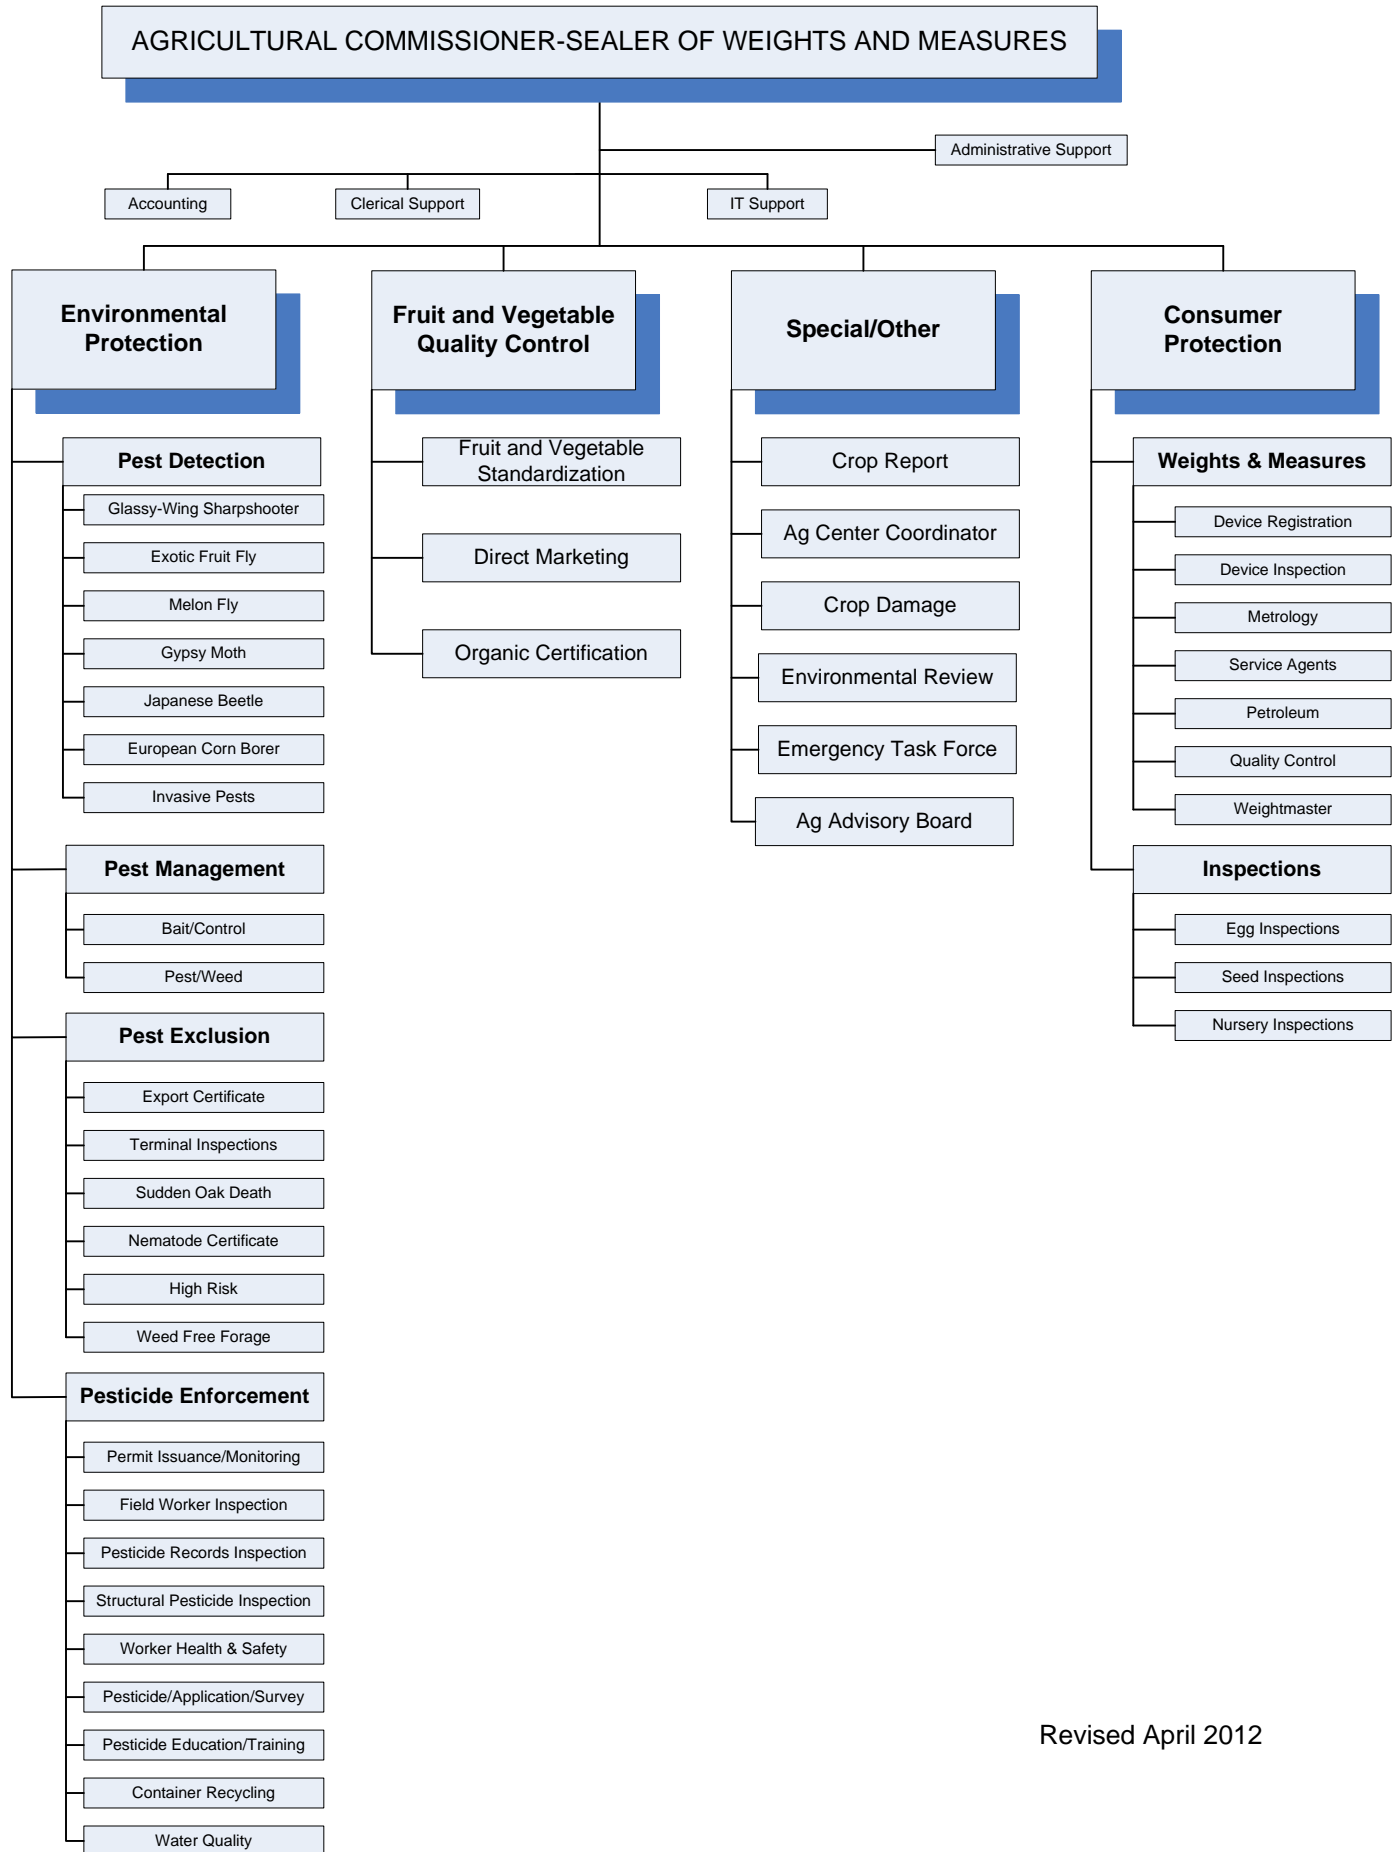 AGRICULTURAL COMMISSIONER-SEALER OF WEIGHTS AND MEASURES
Administrative Support
Accounting
Clerical Support
IT Support
Environmental
Protection
Fruit and Vegetable
Quality Control
Special/Other
Consumer
Protection
Pest Detection
Glassy-Wing Sharpshooter
Exotic Fruit Fly
Melon Fly
Gypsy Moth
Japanese Beetle
European Corn Borer
Invasive Pests
Pest Management
Bait/Control
Pest/Weed
Pest Exclusion
Export Certificate
Terminal Inspections
Sudden Oak Death
Nematode Certificate
High Risk
Weed Free Forage
Pesticide Enforcement
Permit Issuance/Monitoring
Field Worker Inspection
Pesticide Records Inspection
Structural Pesticide Inspection
Worker Health & Safety
Pesticide/Application/Survey
Pesticide Education/Training
Container Recycling
Water Quality
Fruit and Vegetable
Standardization
Direct Marketing
Organic Certification
Crop Report
Ag Center Coordinator
Crop Damage
Environmental Review
Emergency Task Force
Ag Advisory Board
Weights & Measures
Device Registration
Device Inspection
Metrology
Service Agents
Petroleum
Quality Control
Weightmaster
Inspections
Egg Inspections
Seed Inspections
Nursery Inspections
Revised April 2012